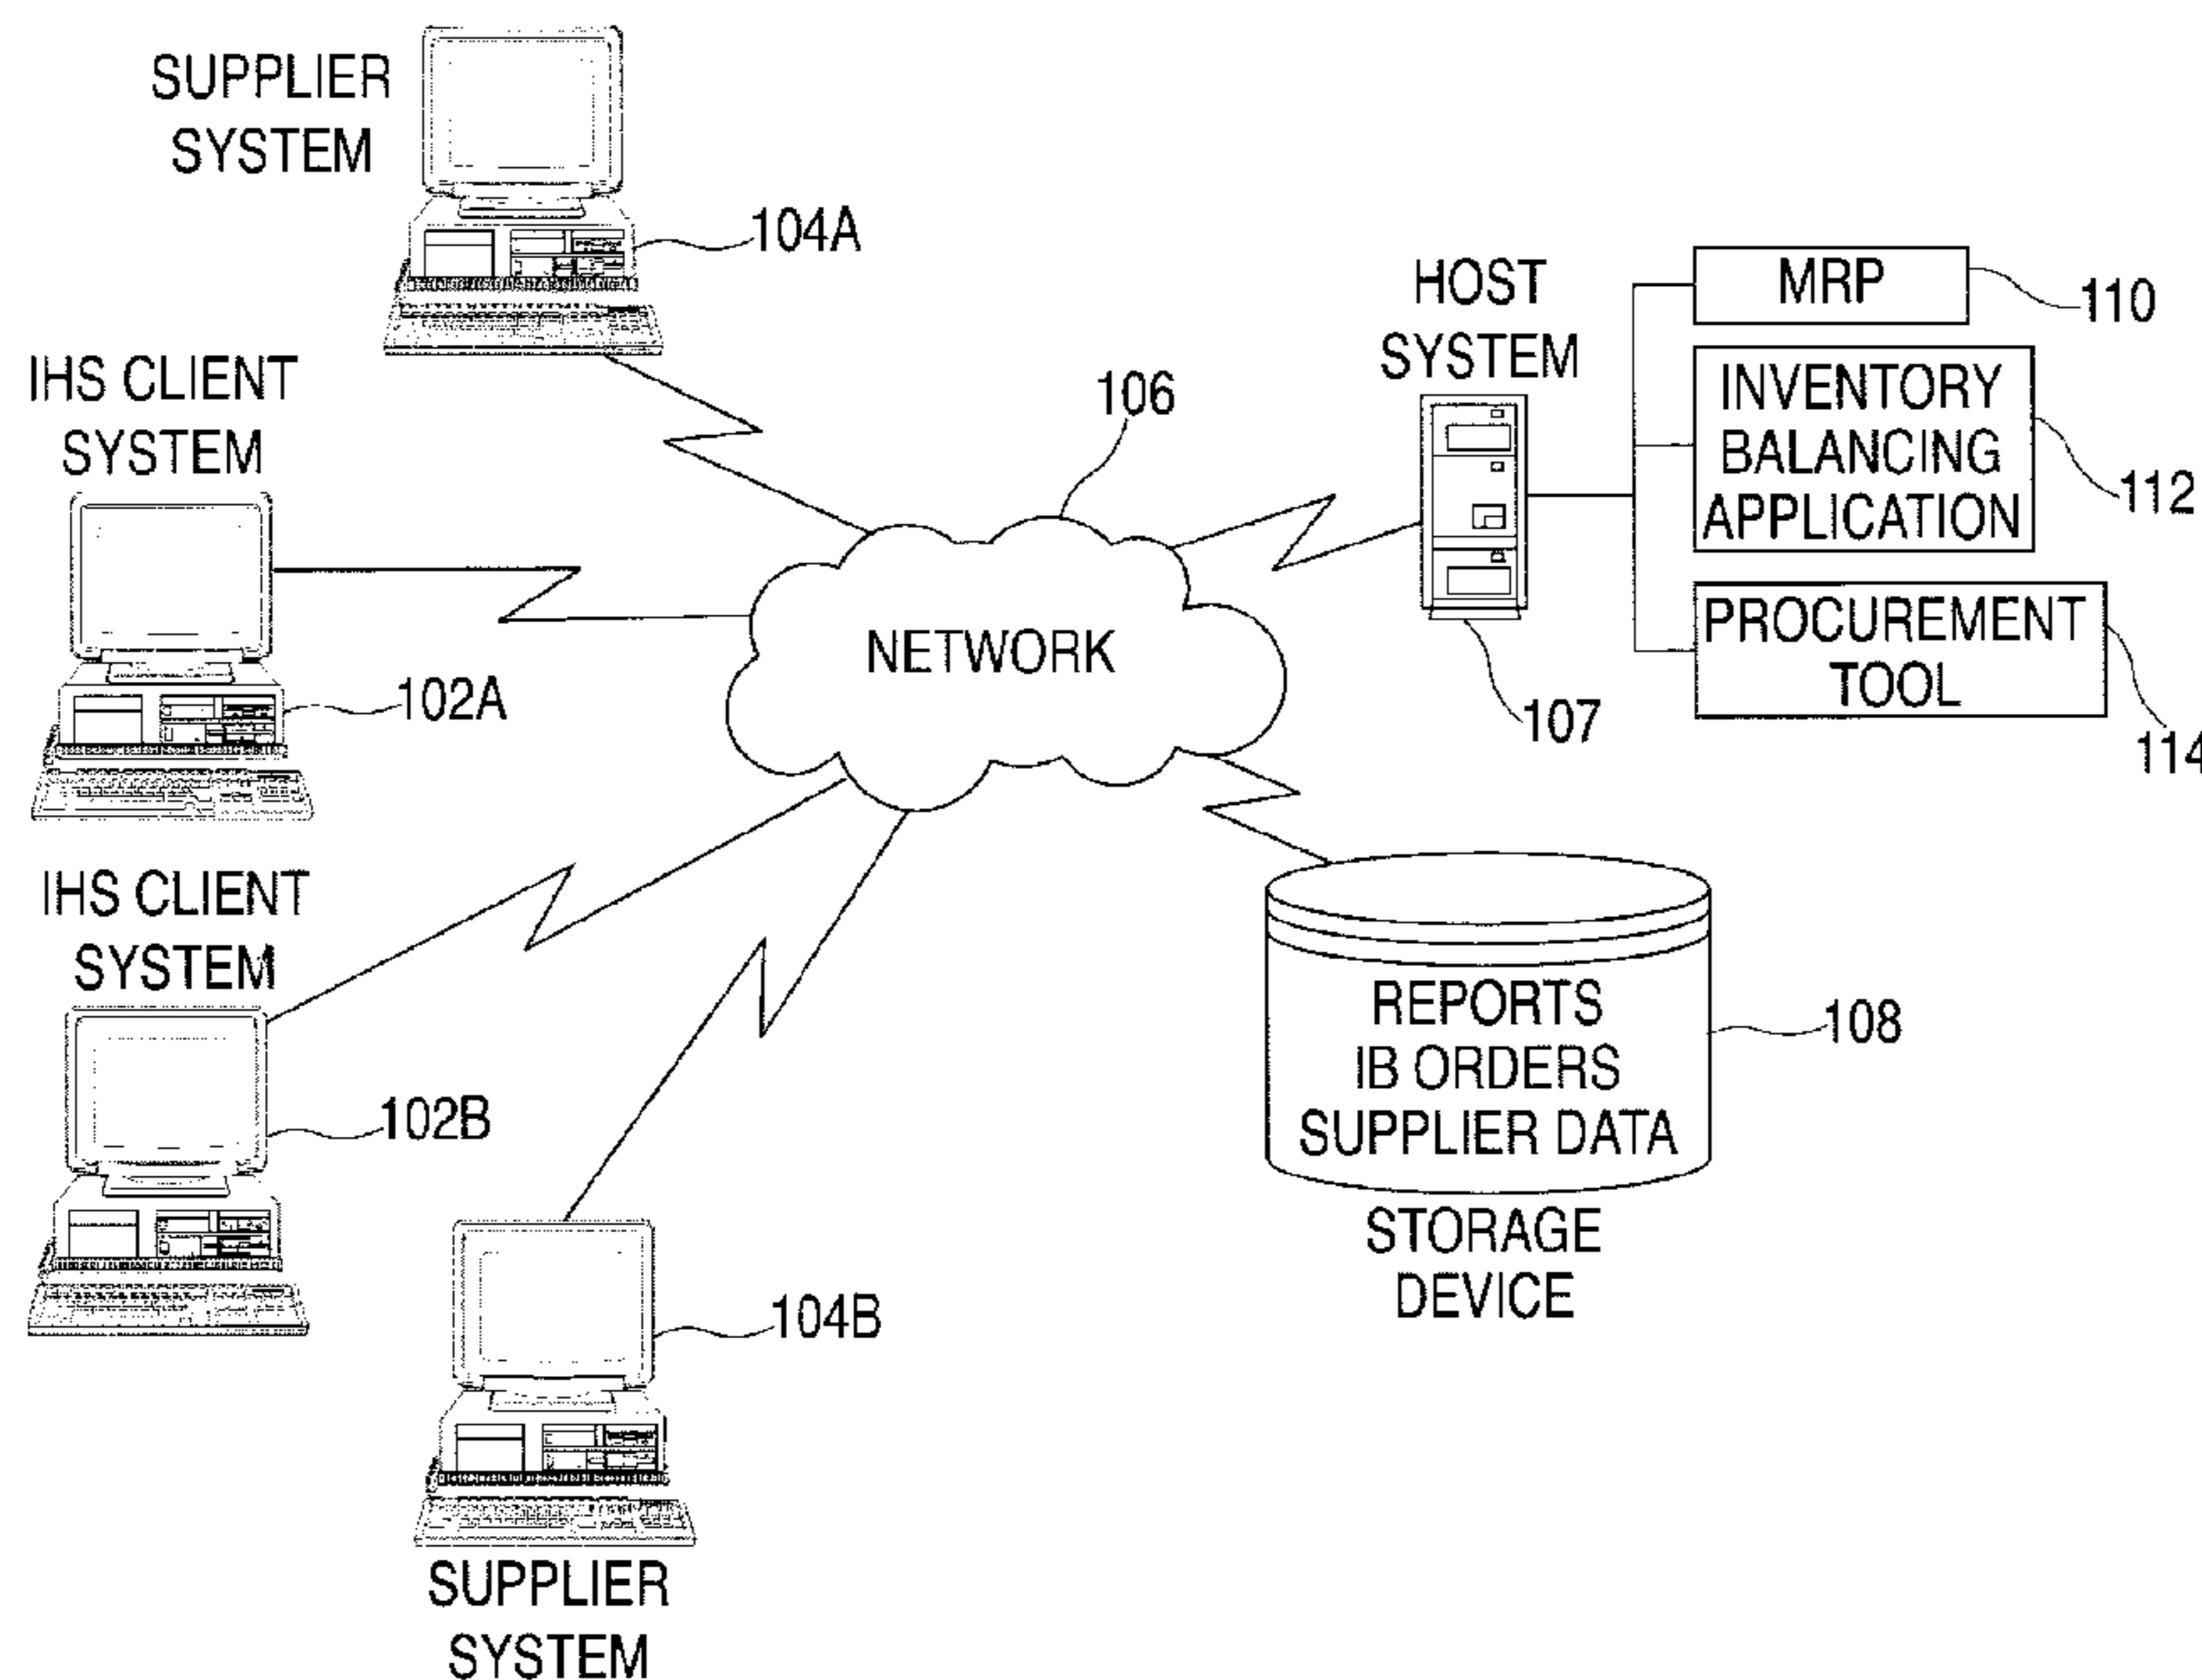 SUPPLIER
SYSTEM
104A
IHS CLIENT
SYSTEM
102A
IHS CLIENT
SYSTEM
102B
104B
SUPPLIER
SYSTEM
106
NETWORK
HOST
SYSTEM
107
MRP
110
INVENTORY
BALANCING
APPLICATION
112
PROCUREMENT
TOOL
114
REPORTS
IB ORDERS
SUPPLIER DATA
108
STORAGE
DEVICE